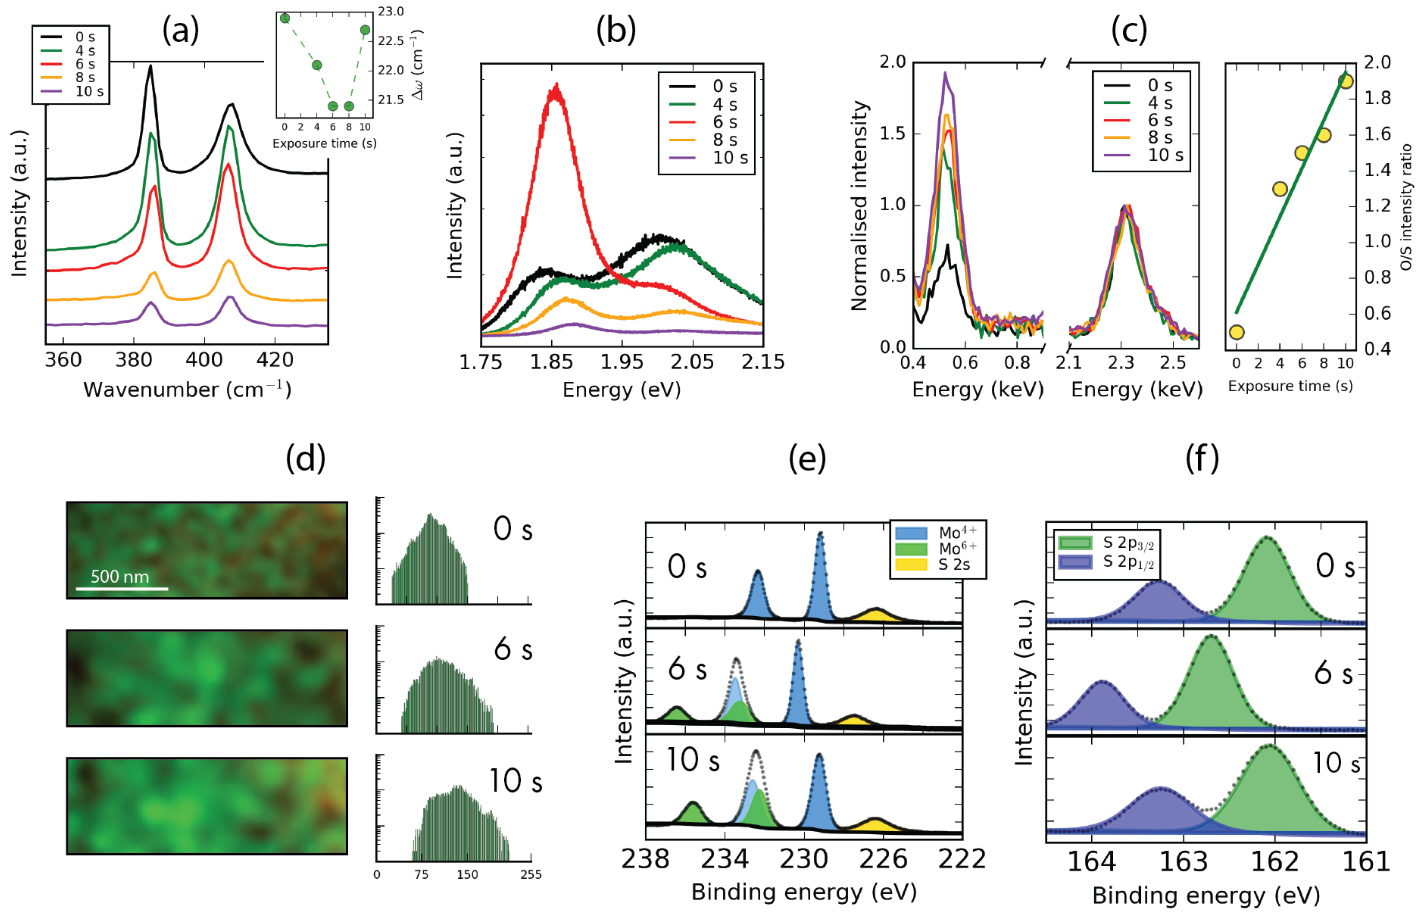 (a)
0 s
4 s
6 s
8 s
10 s
23.0
22.5
22.0
21.5
Δω (cm⁻¹)
0 4 6 8 10
Exposure time (s)
Intensity (a.u.)
360 380 400 420
Wavenumber (cm⁻¹)
(b)
0 s
4 s
6 s
8 s
10 s
Intensity (a.u.)
1.75 1.85 1.95 2.05 2.15
Energy (eV)
(c)
2.0
1.5
1.0
0.5
0.0
Normalised intensity
0 s
4 s
6 s
8 s
10 s
0.4 0.6 0.8
Energy (keV)
2.1 2.3 2.5
Energy (keV)
2.0
1.8
1.6
1.4
1.2
1.0
0.8
0.6
0.4
O/S intensity ratio
0 2 4 6 8 10
Exposure time (s)
(d)
500 nm
0 s
6 s
10 s
0 75 150 255
(e)
Mo⁴⁺
Mo⁶⁺
S 2s
0 s
6 s
10 s
Intensity (a.u.)
238 234 230 226 222
Binding energy (eV)
(f)
S 2p₃/₂
S 2p₁/₂
0 s
6 s
10 s
Intensity (a.u.)
164 163 162 161
Binding energy (eV)